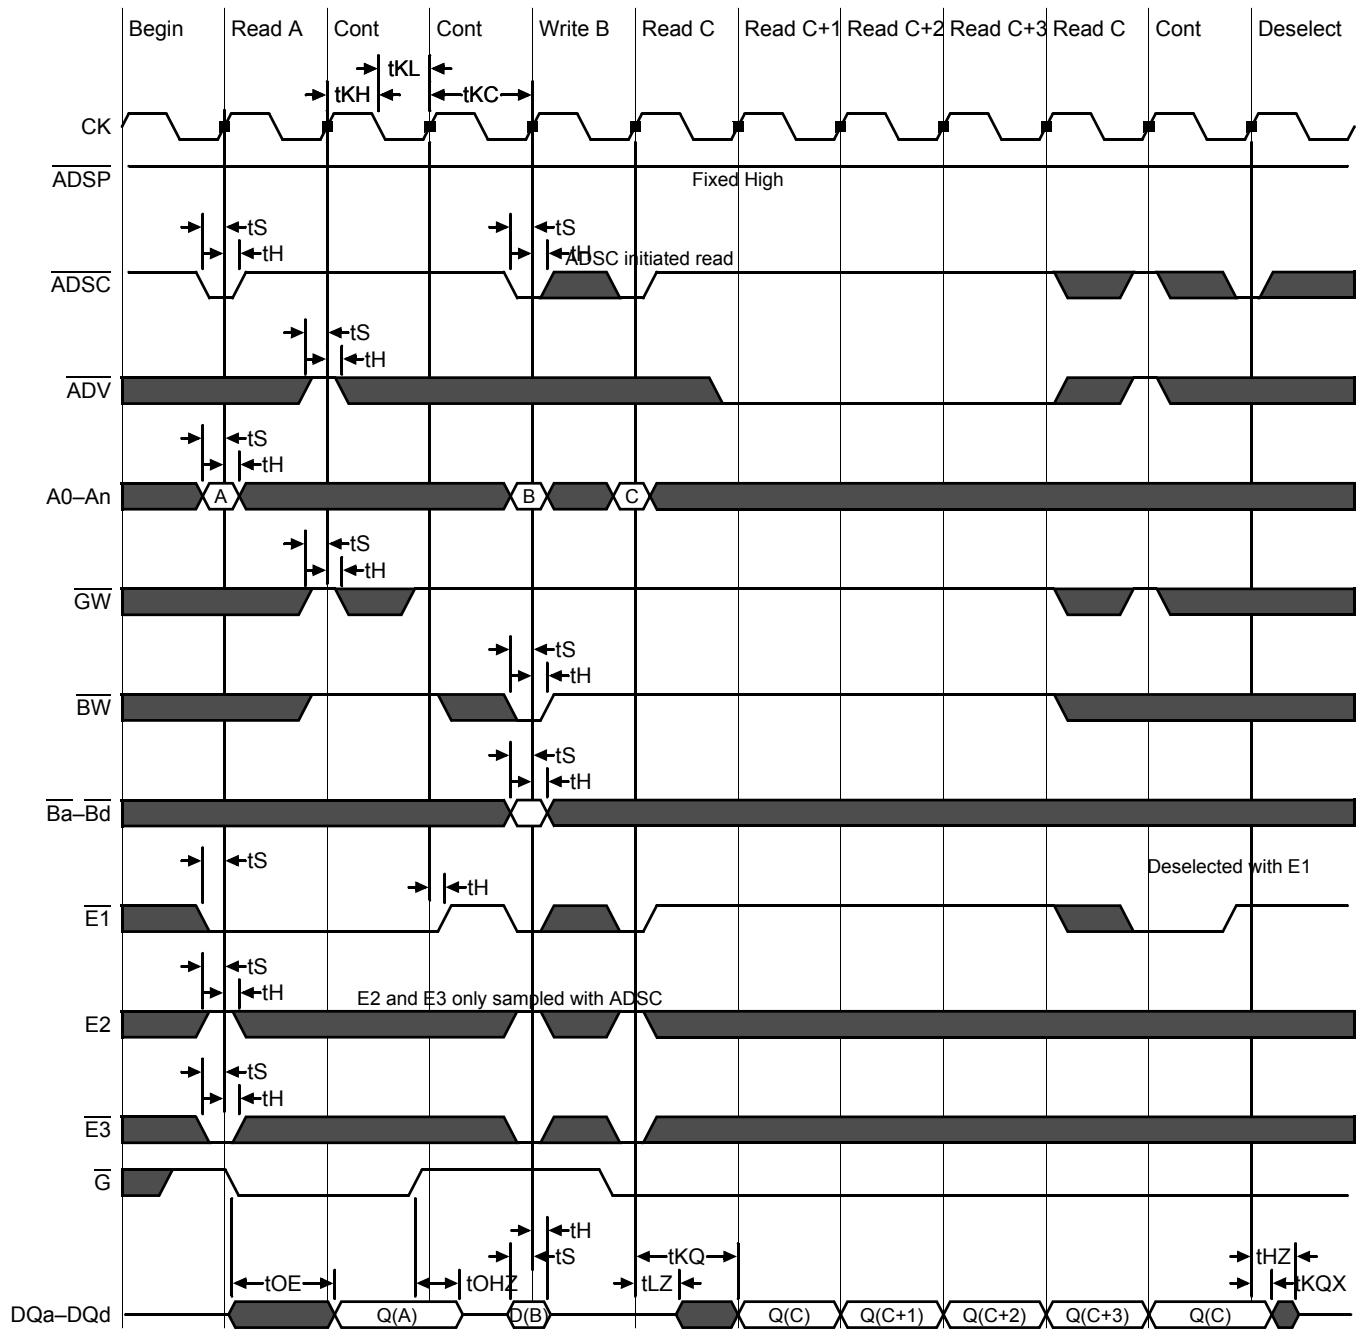 Begin Read A Cont Cont Write B Read C Read C+1 Read C+2 Read C+3 Read C Cont Deselect
tKL
tKH tKC
CK
ADSP
Fixed High
tS tS
tH tH
ADSC initiated read
ADSC
tS
tH
ADV
tS
tH
A0–An A B C
tS
tH
GW
tS
tH
BW
tS
tH
Ba–Bd
tS
Deselected with E1
tH
E1
tS
tH
E2 and E3 only sampled with ADSC
E2
tS
tH
E3
G
tH
tS tKQ tHZ
tOE tOHZ tLZ tKQX
DQa–DQd Q(A) D(B) Q(C) Q(C+1) Q(C+2) Q(C+3) Q(C)